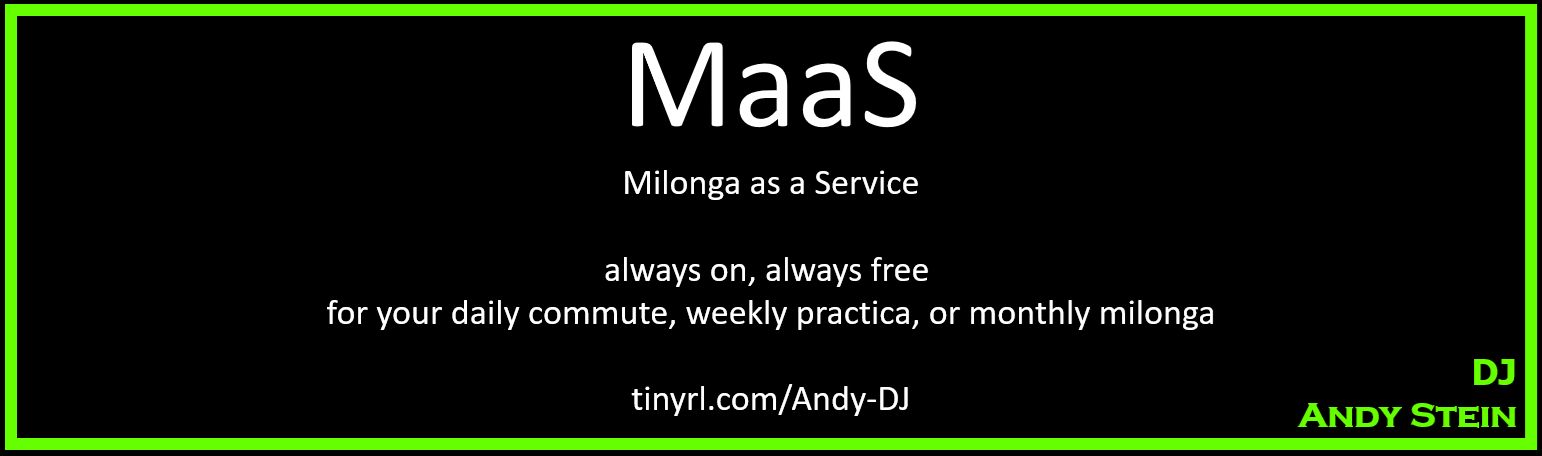 MaaS
Milonga as a Service
always on, always free
for your daily commute, weekly practica, or monthly milonga
tinyrl.com/Andy-DJ
DJ
Andy Stein